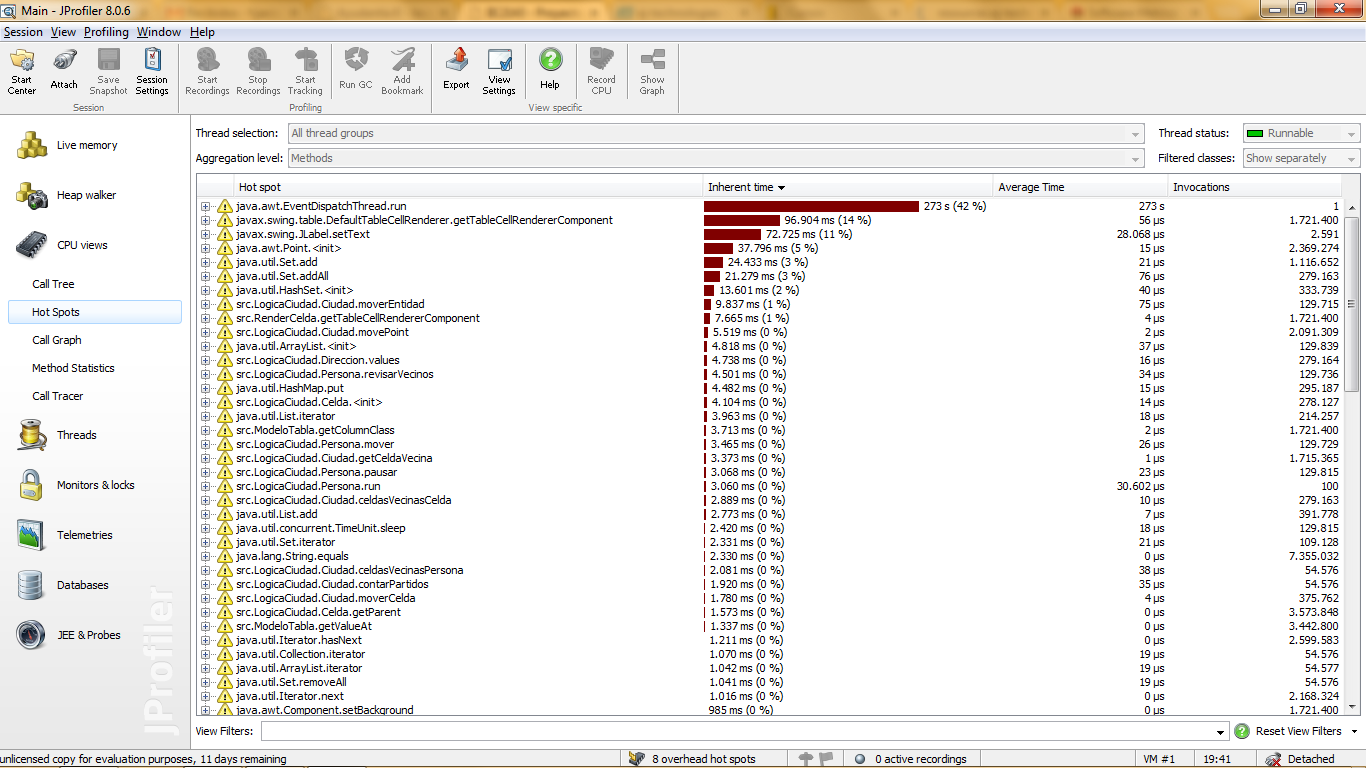 Main - JProfiler 8.0.6
Session View Profiling Window Help
Start Center
Attach
Save Snapshot
Session Settings
Start Recordings
Stop Recordings
Start Tracking
Run GC
Add Bookmark
Export
View Settings
Help
Record CPU
Show Graph
Session
Profiling
View specific
Live memory
Heap walker
CPU views
Call Tree
Hot Spots
Call Graph
Method Statistics
Call Tracer
Threads
Monitors & locks
Telemetries
Databases
JEE & Probes
JProfiler
Thread selection: All thread groups Thread status: Runnable
Aggregation level: Methods Filtered classes: Show separately
Hot spot Inherent time Average Time Invocations
java.awt.EventDispatchThread.run 273 s (42 %) 273 s 1
javax.swing.table.DefaultTableCellRenderer.getTableCellRendererComponent 96.904 ms (14 %) 56 µs 1.721.400
javax.swing.JLabel.setText 72.725 ms (11 %) 28.068 µs 2.591
java.awt.Point.<init> 37.796 ms (5 %) 15 µs 2.369.274
java.util.Set.add 24.433 ms (3 %) 21 µs 1.116.652
java.util.Set.addAll 21.279 ms (3 %) 76 µs 279.163
java.util.HashSet.<init> 13.601 ms (2 %) 40 µs 333.739
src.LogicaCiudad.Ciudad.moverEntidad 9.837 ms (1 %) 75 µs 129.715
src.RenderCelda.getTableCellRendererComponent 7.665 ms (1 %) 4 µs 1.721.400
src.LogicaCiudad.Ciudad.movePoint 5.519 ms (0 %) 2 µs 2.091.309
java.util.ArrayList.<init> 4.818 ms (0 %) 37 µs 129.839
src.LogicaCiudad.Direccion.values 4.738 ms (0 %) 16 µs 279.164
src.LogicaCiudad.Persona.revisarVecinos 4.501 ms (0 %) 34 µs 129.736
java.util.HashMap.put 4.482 ms (0 %) 15 µs 295.187
src.LogicaCiudad.Celda.<init> 4.104 ms (0 %) 14 µs 278.127
java.util.List.iterator 3.963 ms (0 %) 18 µs 214.257
src.ModeloTabla.getColumnClass 3.713 ms (0 %) 2 µs 1.721.400
src.LogicaCiudad.Persona.mover 3.465 ms (0 %) 26 µs 129.729
src.LogicaCiudad.Ciudad.getCeldaVecina 3.373 ms (0 %) 1 µs 1.715.365
src.LogicaCiudad.Persona.pausar 3.068 ms (0 %) 23 µs 129.815
src.LogicaCiudad.Persona.run 3.060 ms (0 %) 30.602 µs 100
src.LogicaCiudad.Ciudad.celdasVecinasCelda 2.889 ms (0 %) 10 µs 279.163
java.util.List.add 2.773 ms (0 %) 7 µs 391.778
java.util.concurrent.TimeUnit.sleep 2.420 ms (0 %) 18 µs 129.815
java.util.Set.iterator 2.331 ms (0 %) 21 µs 109.128
java.lang.String.equals 2.330 ms (0 %) 0 µs 7.355.032
src.LogicaCiudad.Ciudad.celdasVecinasPersona 2.081 ms (0 %) 38 µs 54.576
src.LogicaCiudad.Ciudad.contarPartidos 1.920 ms (0 %) 35 µs 54.576
src.LogicaCiudad.Ciudad.moverCelda 1.780 ms (0 %) 4 µs 375.762
src.LogicaCiudad.Celda.getParent 1.573 ms (0 %) 0 µs 3.573.848
src.ModeloTabla.getValueAt 1.337 ms (0 %) 0 µs 3.442.800
java.util.Iterator.hasNext 1.211 ms (0 %) 0 µs 2.599.583
java.util.Collection.iterator 1.070 ms (0 %) 19 µs 54.576
java.util.ArrayList.iterator 1.042 ms (0 %) 19 µs 54.577
java.util.Set.removeAll 1.041 ms (0 %) 19 µs 54.576
java.util.Iterator.next 1.016 ms (0 %) 0 µs 2.168.324
java.awt.Component.setBackground 985 ms (0 %) 0 µs 1.721.400
View Filters: Reset View Filters
unlicensed copy for evaluation purposes, 11 days remaining 8 overhead hot spots 0 active recordings VM #1 19:41 Detached